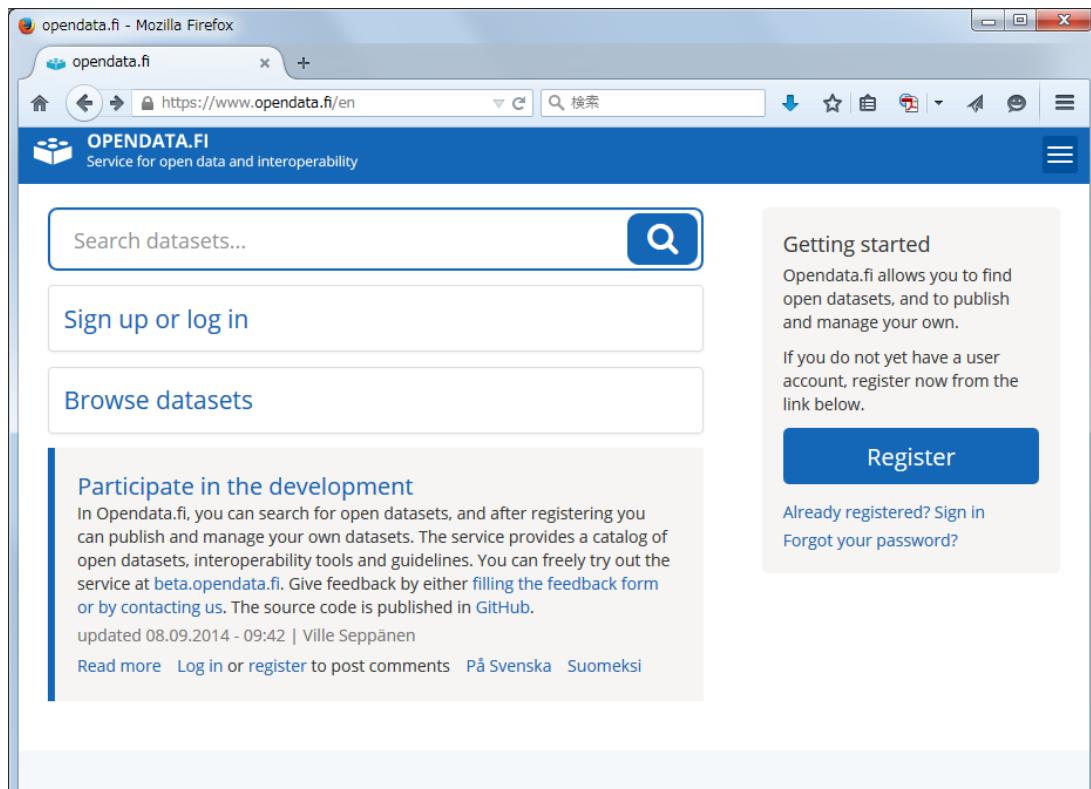 opendata.fi - Mozilla Firefox
opendata.fi
https://www.opendata.fi/en
検索
OPENDATA.FI
Service for open data and interoperability
Search datasets...
Sign up or log in
Browse datasets
Participate in the development
In Opendata.fi, you can search for open datasets, and after registering you
can publish and manage your own datasets. The service provides a catalog of
open datasets, interoperability tools and guidelines. You can freely try out the
service at beta.opendata.fi. Give feedback by either filling the feedback form
or by contacting us. The source code is published in GitHub.
updated 08.09.2014 - 09:42 | Ville Seppänen
Read more Log in or register to post comments På Svenska Suomeksi
Getting started
Opendata.fi allows you to find
open datasets, and to publish
and manage your own.
If you do not yet have a user
account, register now from the
link below.
Register
Already registered? Sign in
Forgot your password?